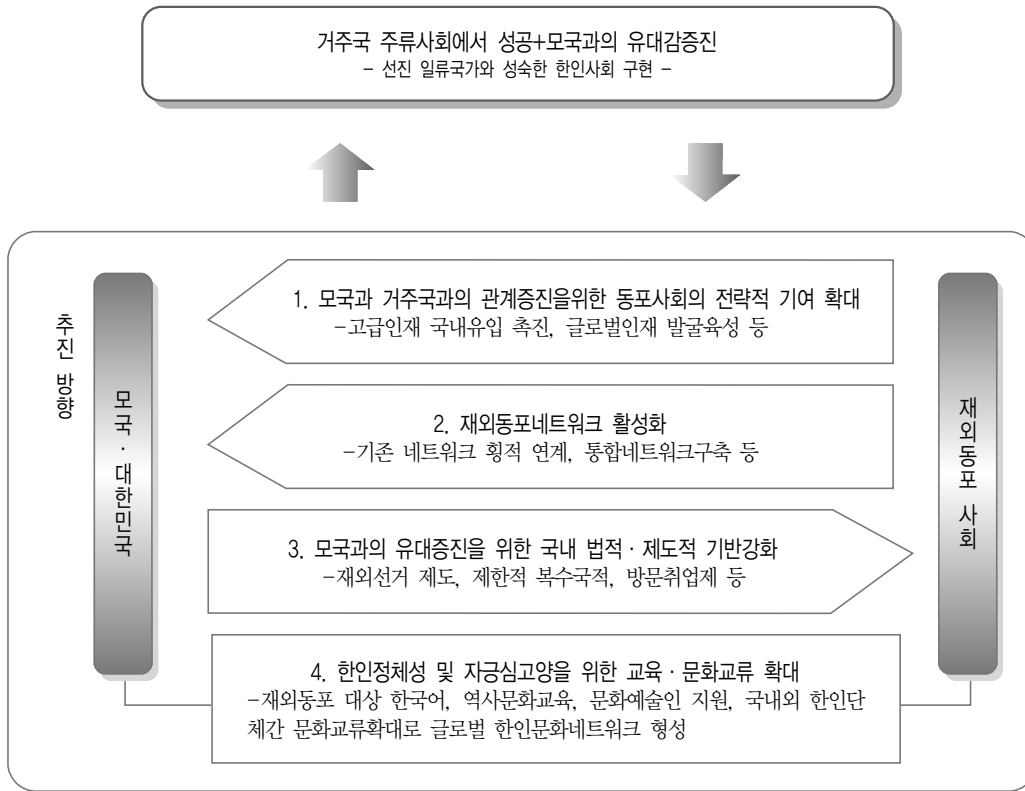 거주국 주류사회에서 성공+모국과의 유대감증진
- 선진 일류국가와 성숙한 한인사회 구현 -
추진 방향
모국·대한민국
1. 모국과 거주국과의 관계증진을위한 동포사회의 전략적 기여 확대
-고급인재 국내유입 촉진, 글로벌인재 발굴육성 등
2. 재외동포네트워크 활성화
-기존 네트워크 횡적 연계, 통합네트워크구축 등
3. 모국과의 유대증진을 위한 국내 법적·제도적 기반강화
-재외선거 제도, 제한적 복수국적, 방문취업제 등
4. 한인정체성 및 자긍심고양을 위한 교육·문화교류 확대
-재외동포 대상 한국어, 역사문화교육, 문화예술인 지원, 국내외 한인단
체간 문화교류확대로 글로벌 한인문화네트워크 형성
재외동포 사회